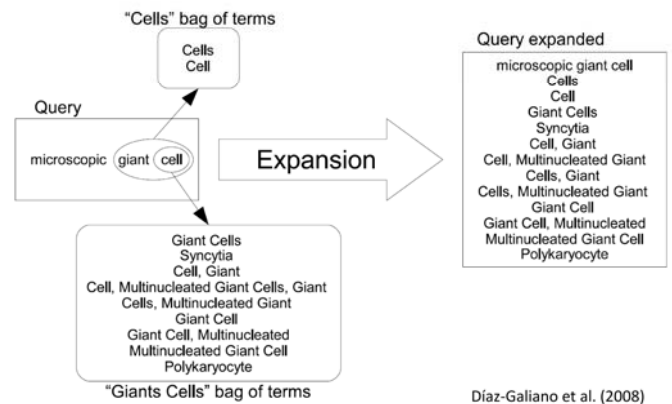 "Cells" bag of terms
Cells
Cell
Query
microscopic giant cell
Expansion
Giant Cells
Syncytia
Cell, Giant
Cell, Multinucleated Giant Cells, Giant
Cells, Multinucleated Giant
Giant Cell
Giant Cell, Multinucleated
Multinucleated Giant Cell
Polykaryocyte
"Giants Cells" bag of terms
Query expanded
microscopic giant cell
Cells
Cell
Giant Cells
Syncytia
Cell, Giant
Cell, Multinucleated Giant
Cells, Giant
Cells, Multinucleated Giant
Giant Cell
Giant Cell, Multinucleated
Multinucleated Giant Cell
Polykaryocyte
Díaz-Galiano et al. (2008)